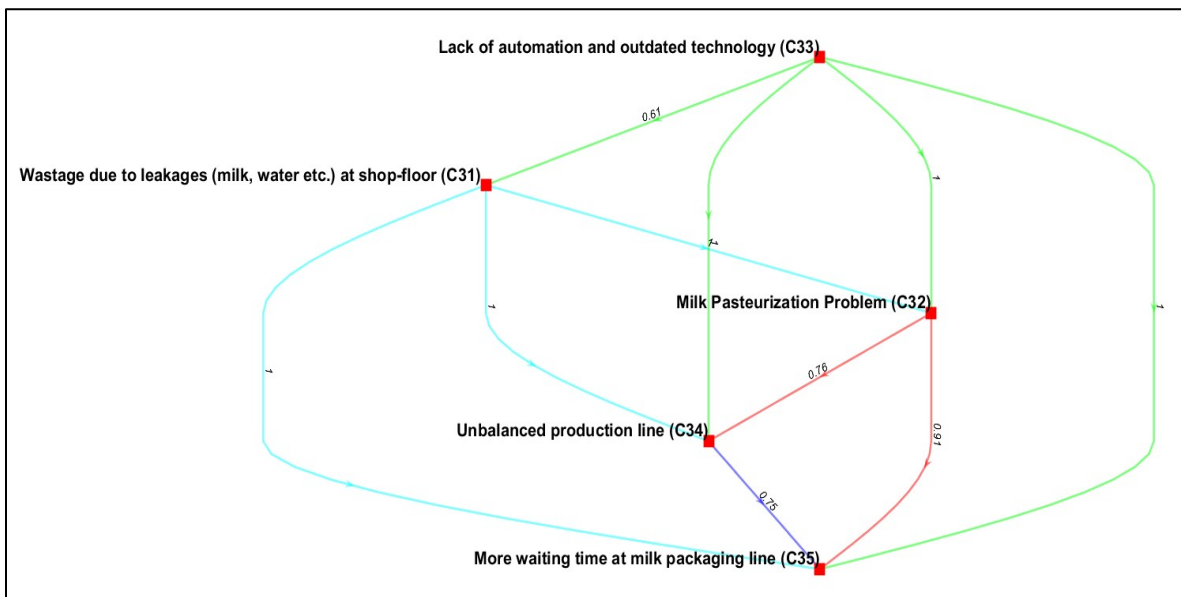 Lack of automation and outdated technology (C33)
0.61
Wastage due to leakages (milk, water etc.) at shop-floor (C31)
1
1
1
Milk Pasteurization Problem (C32)
1
1
1
0.76
Unbalanced production line (C34)
0.91
0.75
More waiting time at milk packaging line (C35)